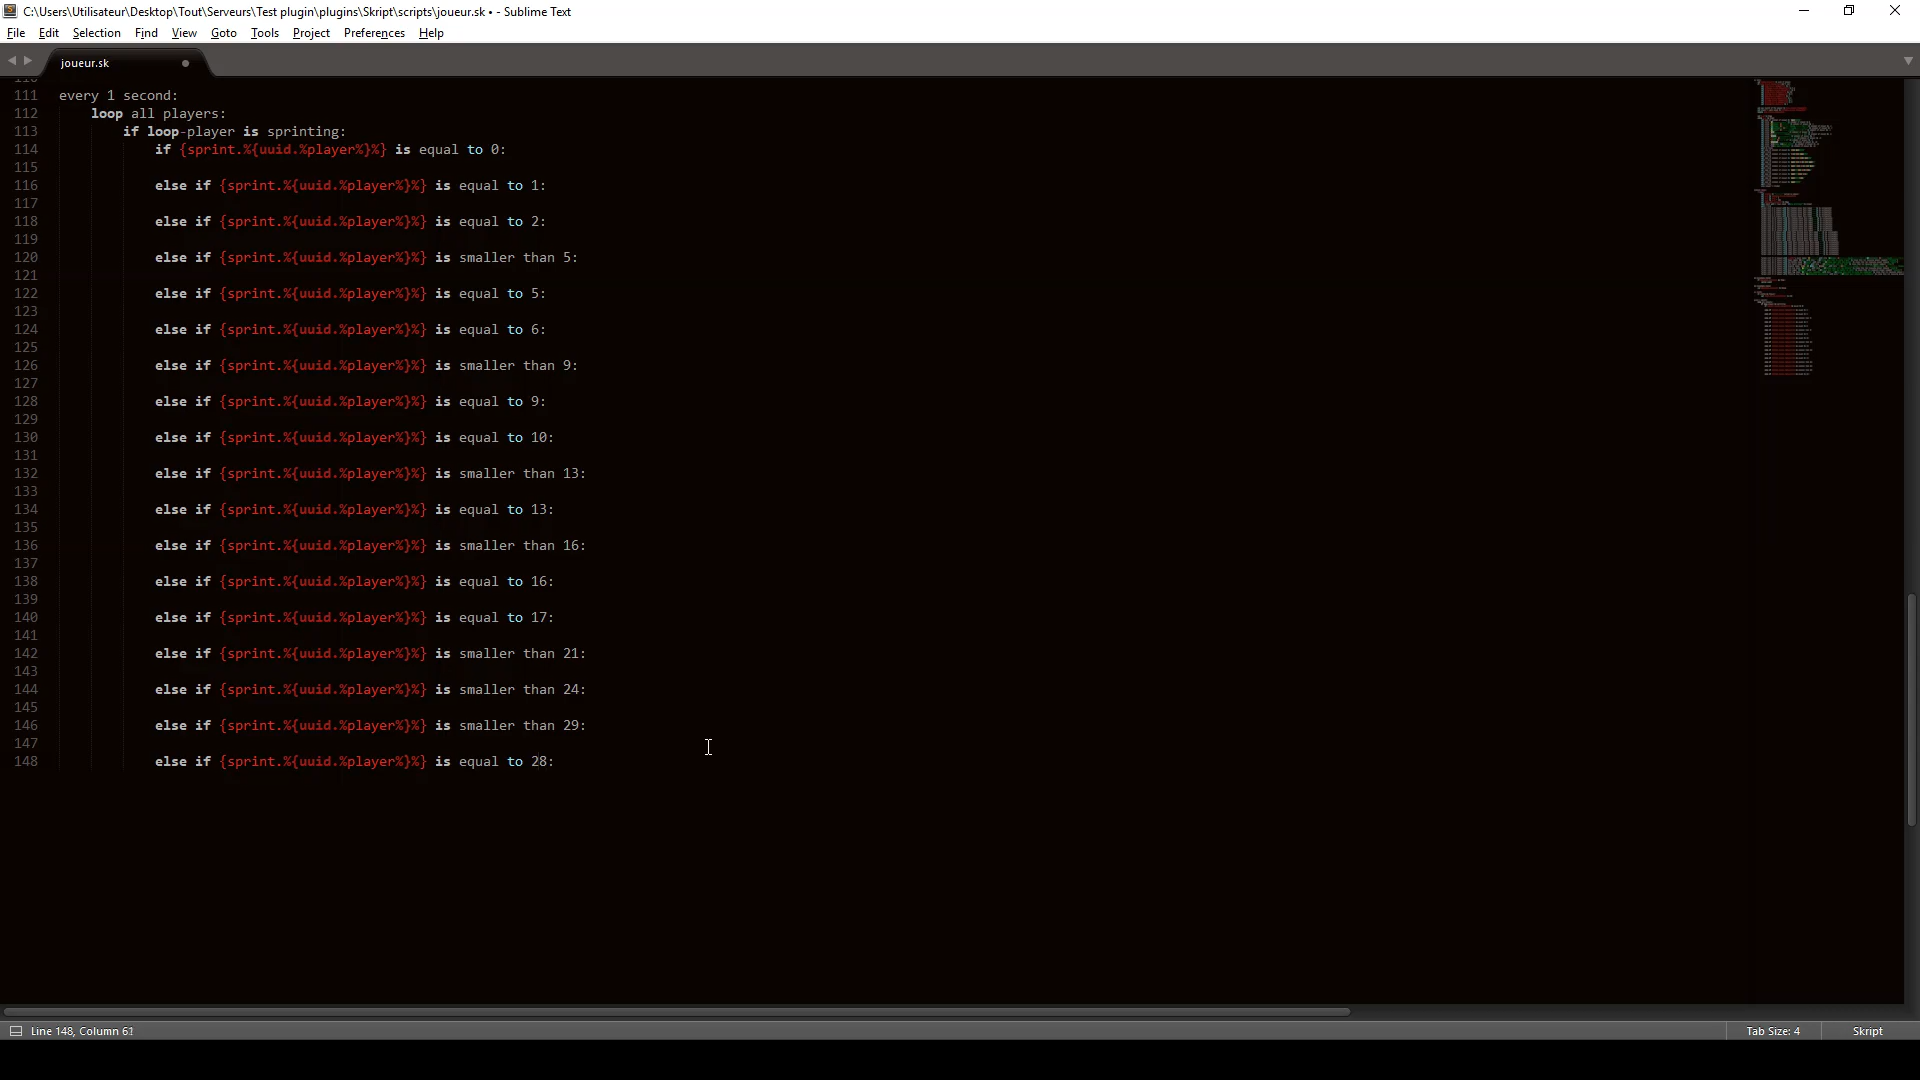 C:\Users\Utilisateur\Desktop\Tout\Serveurs\Test plugin\plugins\Skript\scripts\joueur.sk • - Sublime Text
File Edit Selection Find View Goto Tools Project Preferences Help
joueur.sk
110
111 every 1 second:
112 loop all players:
113 if loop-player is sprinting:
114 if {sprint.%{uuid.%player%}%} is equal to 0:
115
116 else if {sprint.%{uuid.%player%}%} is equal to 1:
117
118 else if {sprint.%{uuid.%player%}%} is equal to 2:
119
120 else if {sprint.%{uuid.%player%}%} is smaller than 5:
121
122 else if {sprint.%{uuid.%player%}%} is equal to 5:
123
124 else if {sprint.%{uuid.%player%}%} is equal to 6:
125
126 else if {sprint.%{uuid.%player%}%} is smaller than 9:
127
128 else if {sprint.%{uuid.%player%}%} is equal to 9:
129
130 else if {sprint.%{uuid.%player%}%} is equal to 10:
131
132 else if {sprint.%{uuid.%player%}%} is smaller than 13:
133
134 else if {sprint.%{uuid.%player%}%} is equal to 13:
135
136 else if {sprint.%{uuid.%player%}%} is smaller than 16:
137
138 else if {sprint.%{uuid.%player%}%} is equal to 16:
139
140 else if {sprint.%{uuid.%player%}%} is equal to 17:
141
142 else if {sprint.%{uuid.%player%}%} is smaller than 21:
143
144 else if {sprint.%{uuid.%player%}%} is smaller than 24:
145
146 else if {sprint.%{uuid.%player%}%} is smaller than 29:
147
148 else if {sprint.%{uuid.%player%}%} is equal to 28:
Line 148, Column 61
Tab Size: 4
Skript